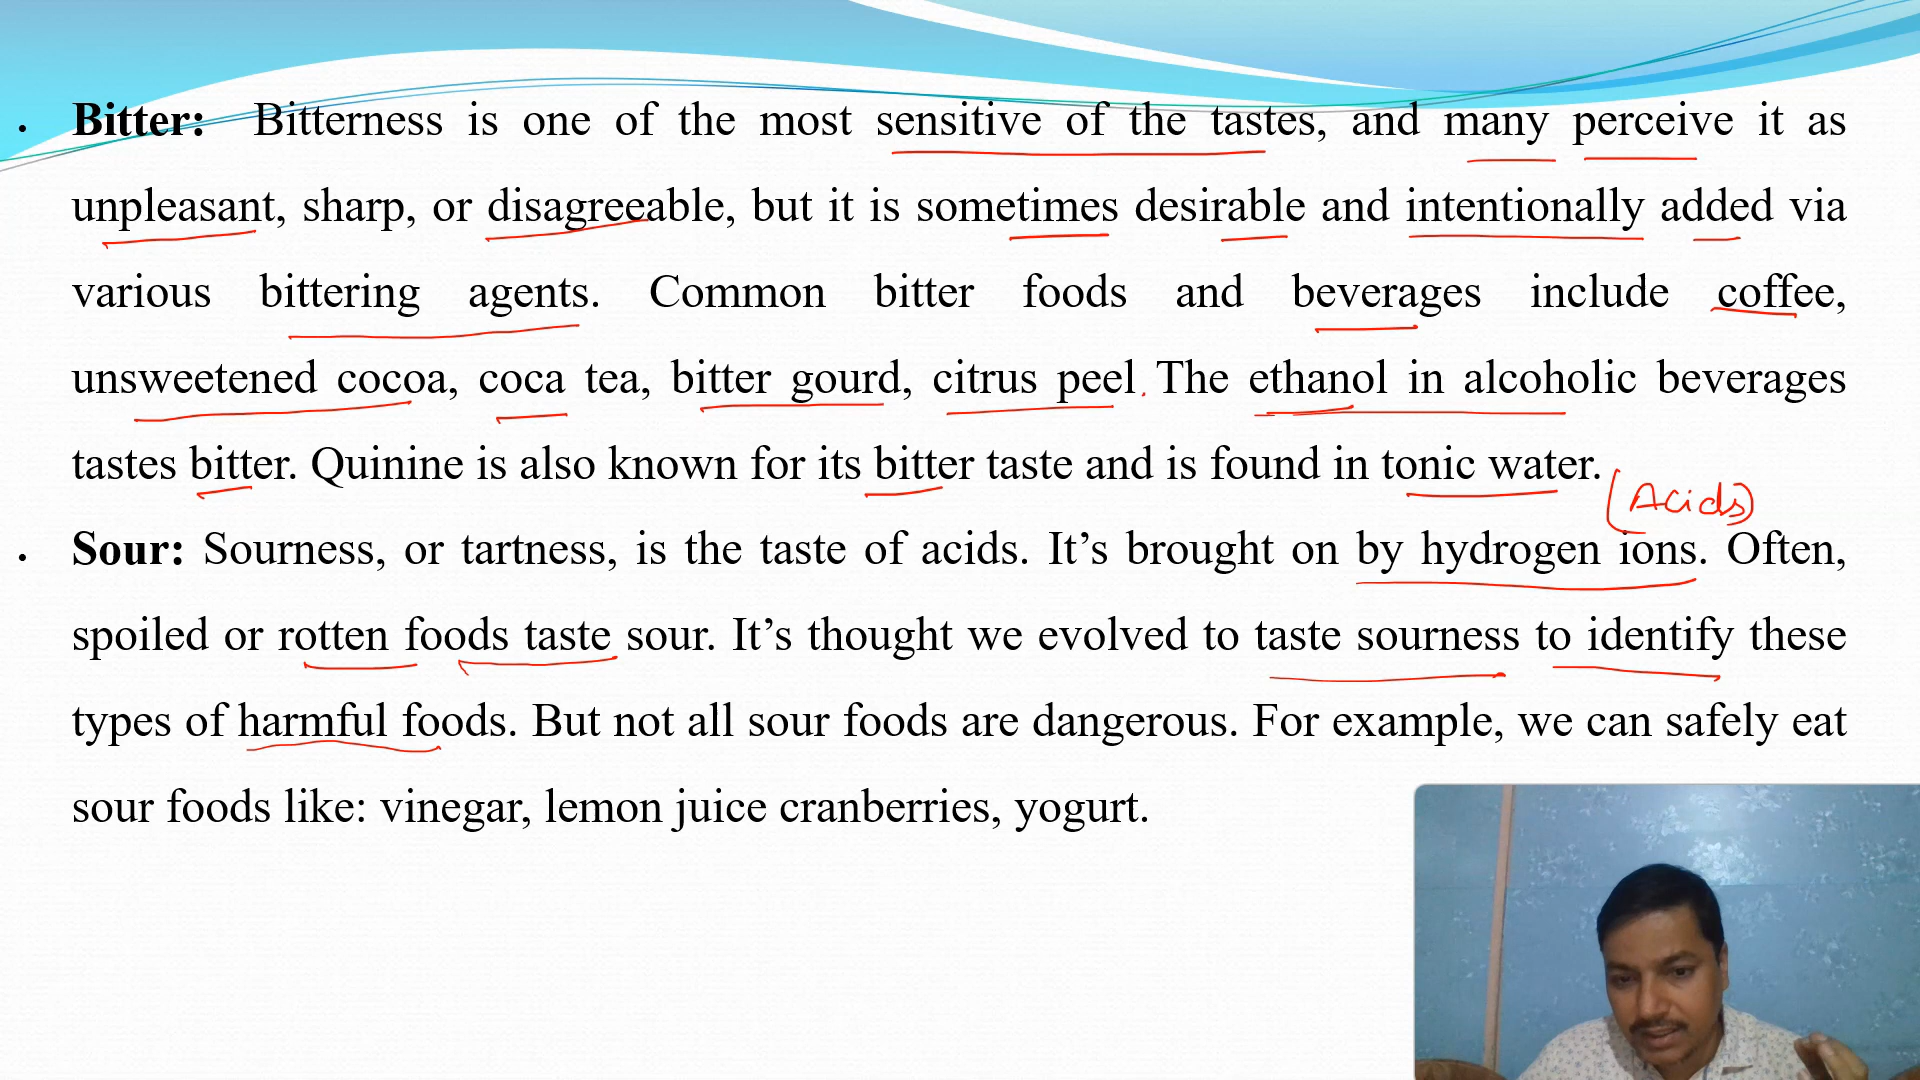 • Bitter: Bitterness is one of the most sensitive of the tastes, and many perceive it as
unpleasant, sharp, or disagreeable, but it is sometimes desirable and intentionally added via
various bittering agents. Common bitter foods and beverages include coffee,
unsweetened cocoa, coca tea, bitter gourd, citrus peel. The ethanol in alcoholic beverages
tastes bitter. Quinine is also known for its bitter taste and is found in tonic water.
(Acids)
• Sour: Sourness, or tartness, is the taste of acids. It’s brought on by hydrogen ions. Often,
spoiled or rotten foods taste sour. It’s thought we evolved to taste sourness to identify these
types of harmful foods. But not all sour foods are dangerous. For example, we can safely eat
sour foods like: vinegar, lemon juice cranberries, yogurt.